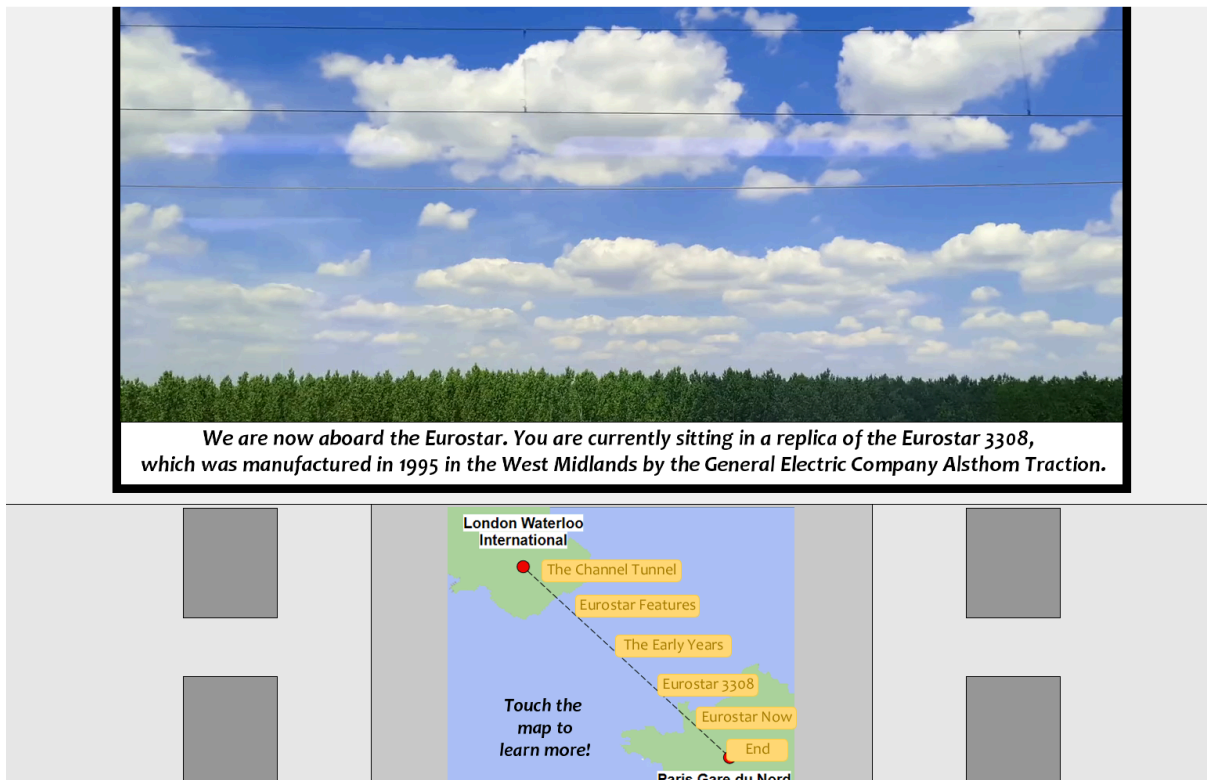 We are now aboard the Eurostar. You are currently sitting in a replica of the Eurostar 3308,
which was manufactured in 1995 in the West Midlands by the General Electric Company Alsthom Traction.
London Waterloo
International
The Channel Tunnel
Eurostar Features
The Early Years
Eurostar 3308
Eurostar Now
Touch the
map to
learn more!
End
Paris Gare du Nord